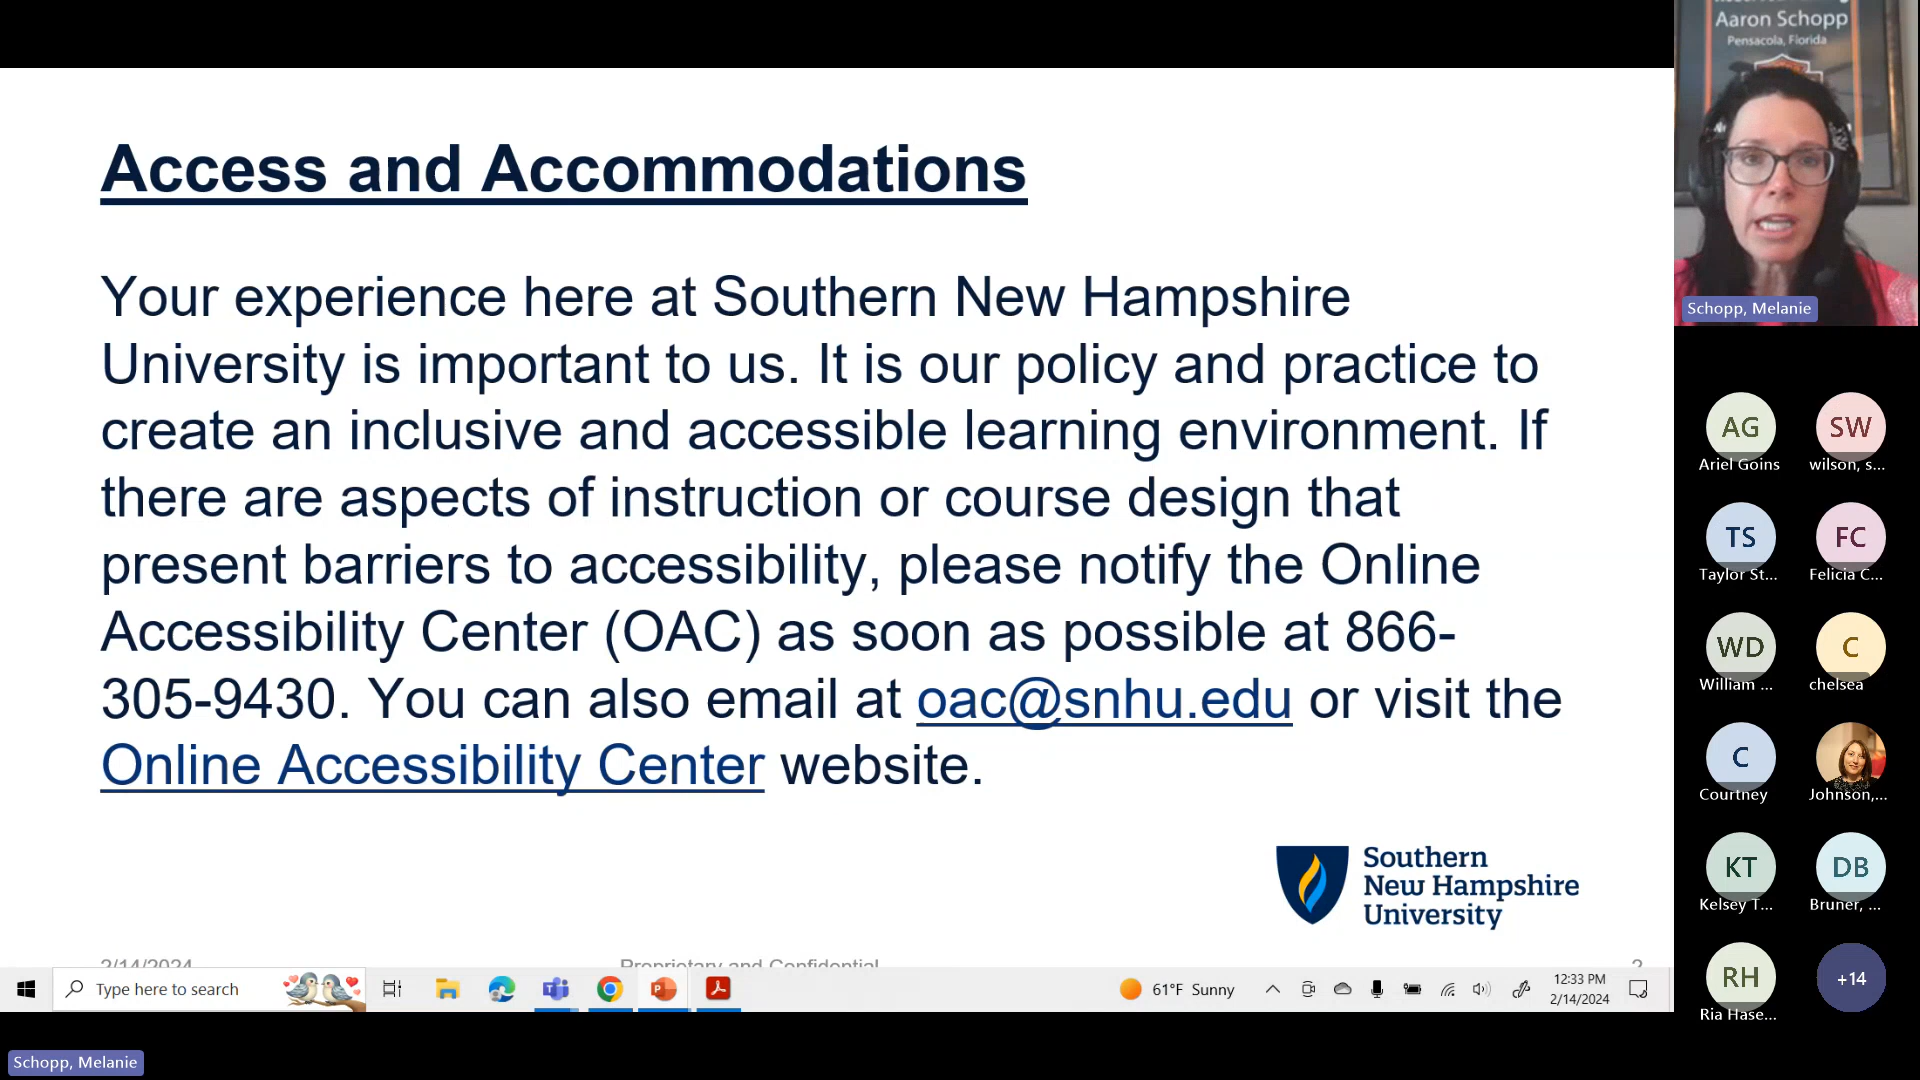 Access and Accommodations
Your experience here at Southern New Hampshire
University is important to us. It is our policy and practice to
create an inclusive and accessible learning environment. If
there are aspects of instruction or course design that
present barriers to accessibility, please notify the Online
Accessibility Center (OAC) as soon as possible at 866-
305-9430. You can also email at oac@snhu.edu or visit the
Online Accessibility Center website.
Southern
New Hampshire
University
2/14/2024
Proprietary and Confidential
2
Type here to search
61°F Sunny
12:33 PM
2/14/2024
Schopp, Melanie
Aaron Schopp
Pensacola, Florida
Schopp, Melanie
AG
Ariel Goins
SW
wilson, s...
TS
Taylor St...
FC
Felicia C...
WD
William ...
C
chelsea
C
Courtney
Johnson,...
KT
Kelsey T...
DB
Bruner, ...
RH
Ria Hase...
+14